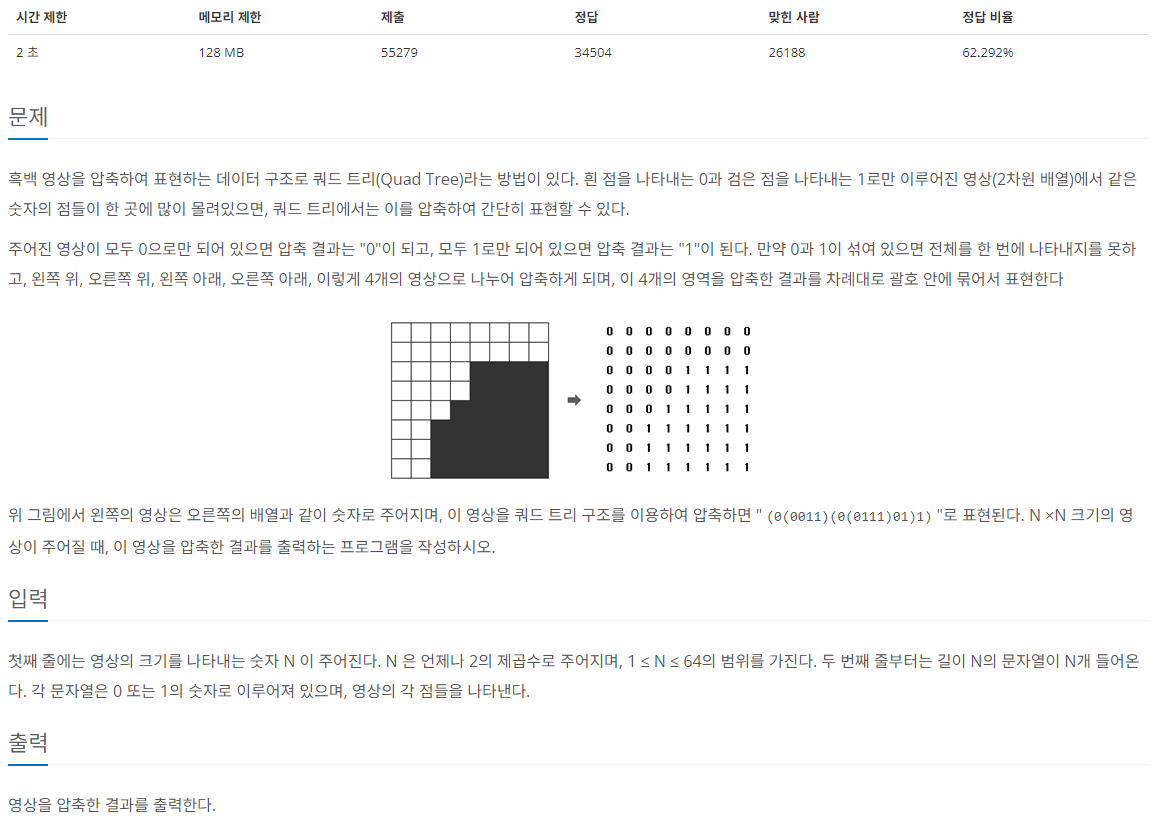 시간 제한 메모리 제한 제출 정답 맞힌 사람 정답 비율
2 초 128 MB 55279 34504 26188 62.292%
문제
흑백 영상을 압축하여 표현하는 데이터 구조로 쿼드 트리(Quad Tree)라는 방법이 있다. 흰 점을 나타내는 0과 검은 점을 나타내는 1로만 이루어진 영상(2차원 배열)에서 같은
숫자의 점들이 한 곳에 많이 몰려있으면, 쿼드 트리에서는 이를 압축하여 간단히 표현할 수 있다.
주어진 영상이 모두 0으로만 되어 있으면 압축 결과는 "0"이 되고, 모두 1로만 되어 있으면 압축 결과는 "1"이 된다. 만약 0과 1이 섞여 있으면 전체를 한 번에 나타내지를 못하
고, 왼쪽 위, 오른쪽 위, 왼쪽 아래, 오른쪽 아래, 이렇게 4개의 영상으로 나누어 압축하게 되며, 이 4개의 영역을 압축한 결과를 차례대로 괄호 안에 묶어서 표현한다
0 0 0 0 0 0 0 0
0 0 0 0 0 0 0 0
0 0 0 0 1 1 1 1
0 0 0 0 1 1 1 1
0 0 0 1 1 1 1 1
0 0 1 1 1 1 1 1
0 0 1 1 1 1 1 1
0 0 1 1 1 1 1 1
위 그림에서 왼쪽의 영상은 오른쪽의 배열과 같이 숫자로 주어지며, 이 영상을 쿼드 트리 구조를 이용하여 압축하면 " (0(0011)(0(0111)01)1) "로 표현된다. N ×N 크기의 영
상이 주어질 때, 이 영상을 압축한 결과를 출력하는 프로그램을 작성하시오.
입력
첫째 줄에는 영상의 크기를 나타내는 숫자 N 이 주어진다. N 은 언제나 2의 제곱수로 주어지며, 1 ≤ N ≤ 64의 범위를 가진다. 두 번째 줄부터는 길이 N의 문자열이 N개 들어온
다. 각 문자열은 0 또는 1의 숫자로 이루어져 있으며, 영상의 각 점들을 나타낸다.
출력
영상을 압축한 결과를 출력한다.